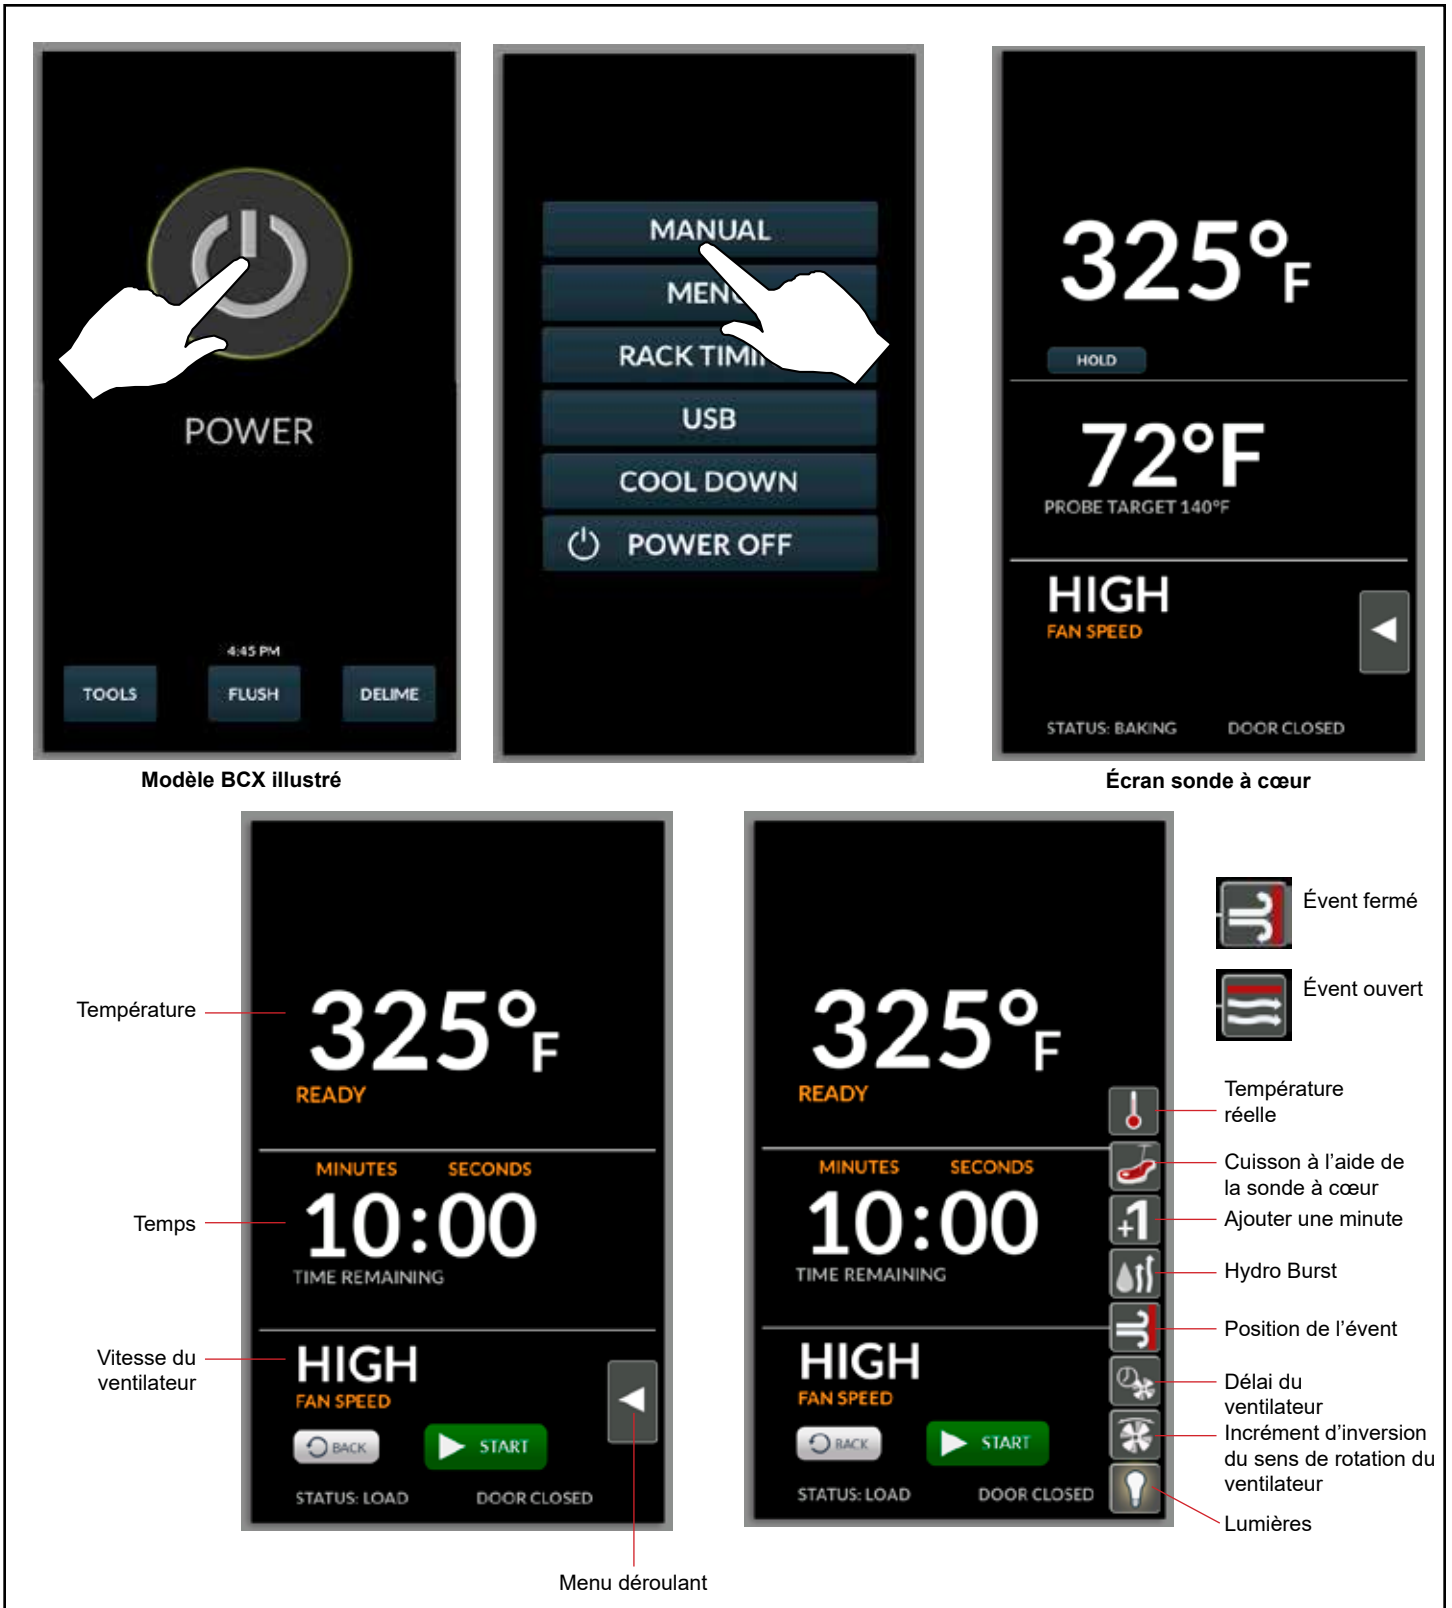 POWER
4:45 PM
TOOLS
FLUSH
DELIME
Modèle BCX illustré
MANUAL
MENU
RACK TIMI
USB
COOL DOWN
POWER OFF
325°F
HOLD
72°F
PROBE TARGET 140°F
HIGH
FAN SPEED
STATUS: BAKING
DOOR CLOSED
Écran sonde à cœur
Température
Temps
Vitesse du
ventilateur
325°F
READY
MINUTES SECONDS
10:00
TIME REMAINING
HIGH
FAN SPEED
BACK
START
STATUS: LOAD
DOOR CLOSED
Menu déroulant
325°F
READY
MINUTES SECONDS
10:00
TIME REMAINING
HIGH
FAN SPEED
BACK
START
STATUS: LOAD
DOOR CLOSED
+1
Évent fermé
Évent ouvert
Température
réelle
Cuisson à l’aide de
la sonde à cœur
Ajouter une minute
Hydro Burst
Position de l’évent
Délai du
ventilateur
Incrément d’inversion
du sens de rotation du
ventilateur
Lumières